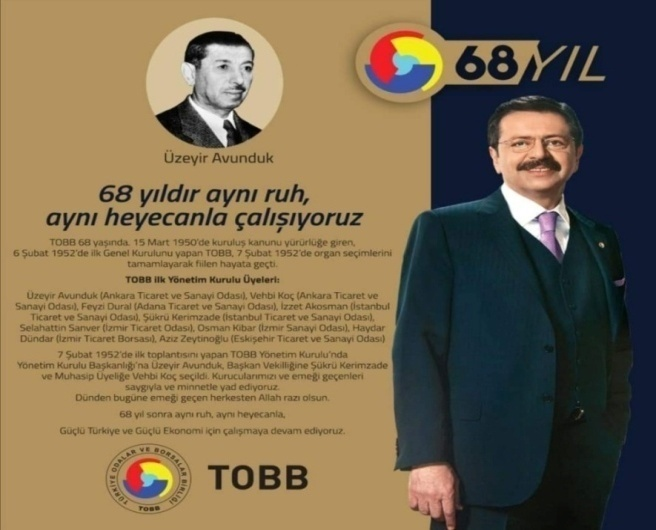 68 YIL
Üzeyir Avunduk
68 yıldır aynı ruh,
aynı heyecanla çalışıyoruz
TOBB 68 yaşında. 15 Mart 1950'de kuruluş kanunu yürürlüğe giren,
6 Şubat 1952'de ilk Genel Kurulunu yapan TOBB, 7 Şubat 1952'de organ seçimlerini
tamamlayarak fiilen hayata geçti.
TOBB İlk Yönetim Kurulu Üyeleri:
Üzeyir Avunduk (Ankara Ticaret ve Sanayi Odası), Vehbi Koç (Ankara Ticaret ve
Sanayi Odası), Feyzi Dural (Adana Ticaret ve Sanayi Odası), İzzet Akosman (İstanbul
Ticaret ve Sanayi Odası), Şükrü Kerimzade (İstanbul Ticaret ve Sanayi Odası),
Selahattin Sanver (İzmir Ticaret Odası), Osman Kibar (İzmir Sanayi Odası), Haydar
Dündar (İzmir Ticaret Borsası), Aziz Zeytinoğlu (Eskişehir Ticaret ve Sanayi Odası)
7 Şubat 1952'de ilk toplantısını yapan TOBB Yönetim Kurulu'nda
Yönetim Kurulu Başkanlığı'na Üzeyir Avunduk, Başkan Vekilliğine Şükrü Kerimzade
ve Muhasip Üyeliğe Vehbi Koç seçildi. Kurucularımızı ve emeği geçenleri
saygıyla ve minnetle yad ediyoruz.
Dünden bugüne emeği geçen herkesten Allah razı olsun.
68 yıl sonra aynı ruh, aynı heyecanla,
Güçlü Türkiye ve Güçlü Ekonomi için çalışmaya devam ediyoruz.
TÜRKİYE ODALAR VE BORSALAR BİRLİĞİ
TOBB
TOBB